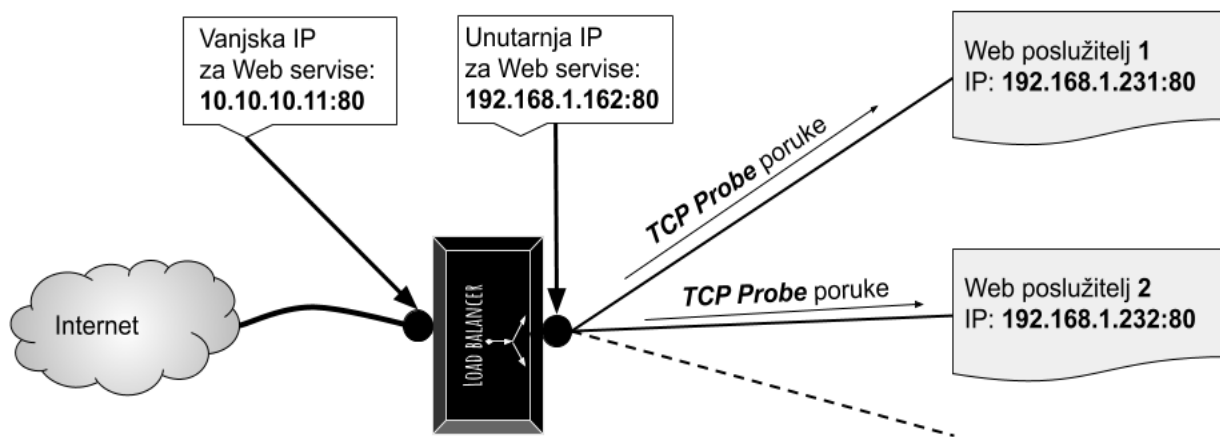 Vanjska IP
za Web servise:
10.10.10.11:80
Unutarnja IP
za Web servise:
192.168.1.162:80
Web poslužitelj 1
IP: 192.168.1.231:80
TCP Probe poruke
TCP Probe poruke
Web poslužitelj 2
IP: 192.168.1.232:80
Internet
LOAD BALANCER